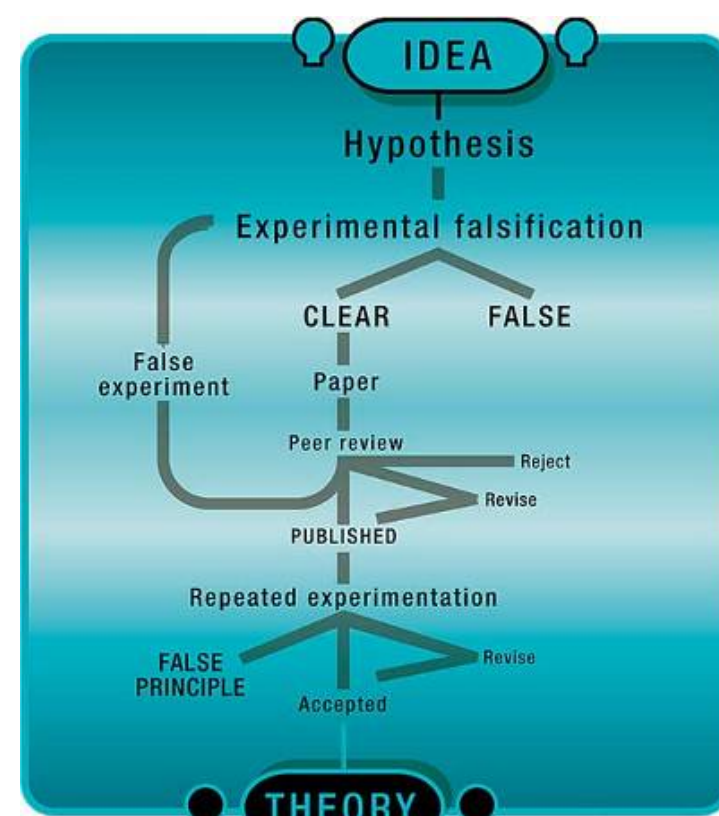 IDEA
Hypothesis
Experimental falsification
CLEAR
FALSE
False
experiment
Paper
Peer review
Reject
Revise
PUBLISHED
Repeated experimentation
FALSE
PRINCIPLE
Revise
Accepted
THEORY